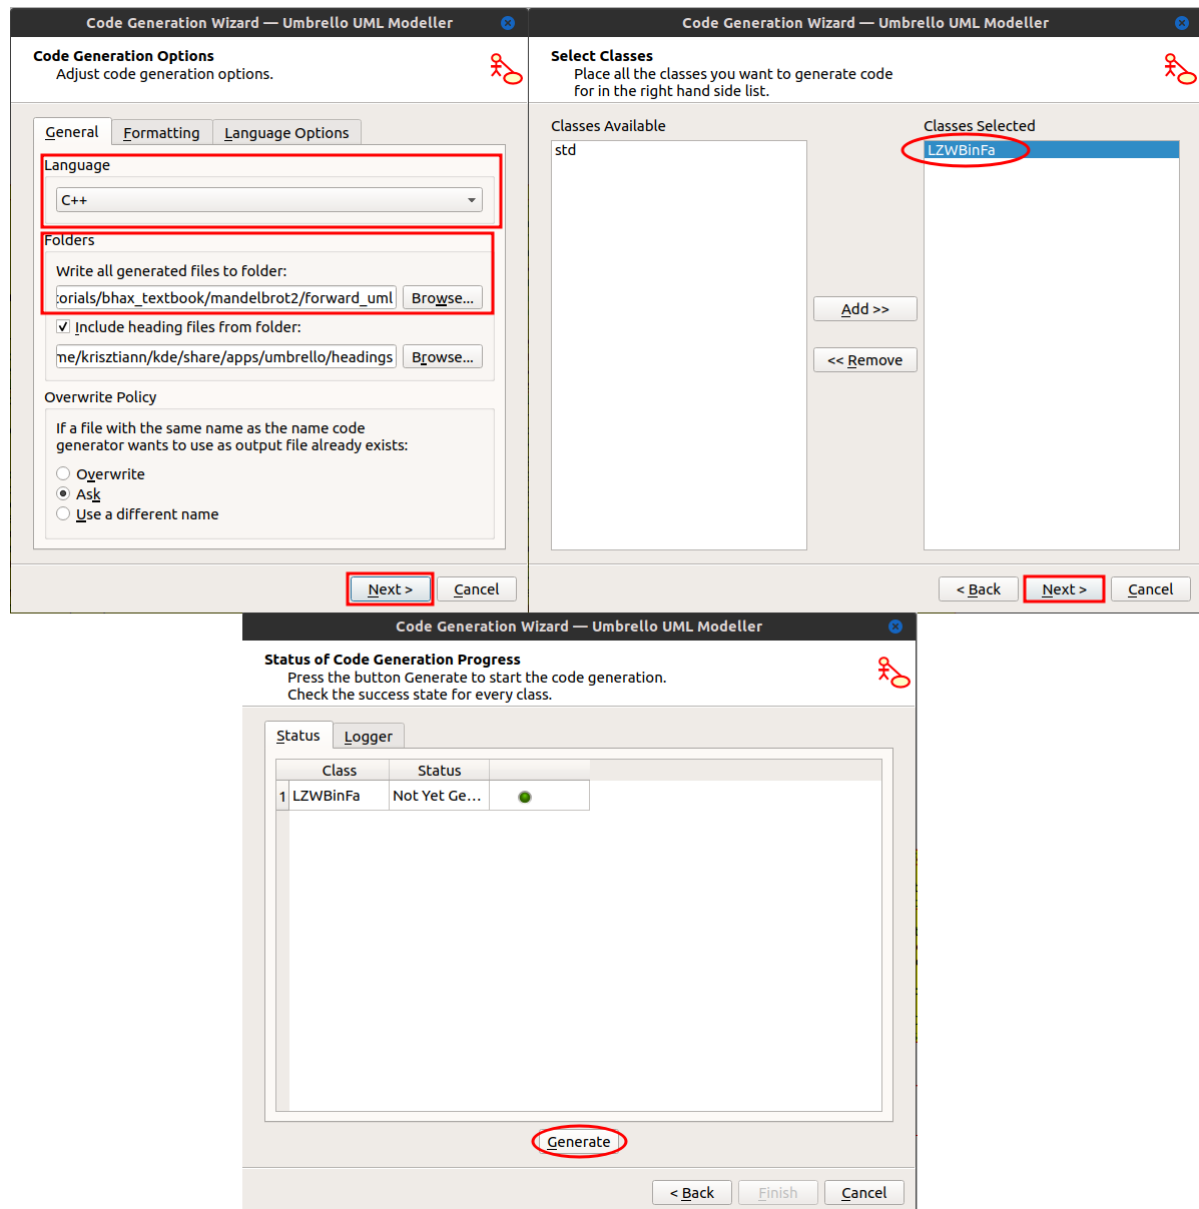 Code Generation Wizard — Umbrello UML Modeller
Code Generation Options
Adjust code generation options.
General
Formatting
Language Options
Language
C++
Folders
Write all generated files to folder:
orials/bhax_textbook/mandelbrot2/forward_uml
Browse...
Include heading files from folder:
me/krisztiann/kde/share/apps/umbrello/headings
Browse...
Overwrite Policy
If a file with the same name as the name code
generator wants to use as output file already exists:
Overwrite
Ask
Use a different name
Next >
Cancel
Code Generation Wizard — Umbrello UML Modeller
Select Classes
Place all the classes you want to generate code
for in the right hand side list.
Classes Available
std
Add >>
<< Remove
Classes Selected
LZWBinFa
< Back
Next >
Cancel
Code Generation Wizard — Umbrello UML Modeller
Status of Code Generation Progress
Press the button Generate to start the code generation.
Check the success state for every class.
Status
Logger
Class Status
1 LZWBinFa Not Yet Ge...
Generate
< Back
Finish
Cancel